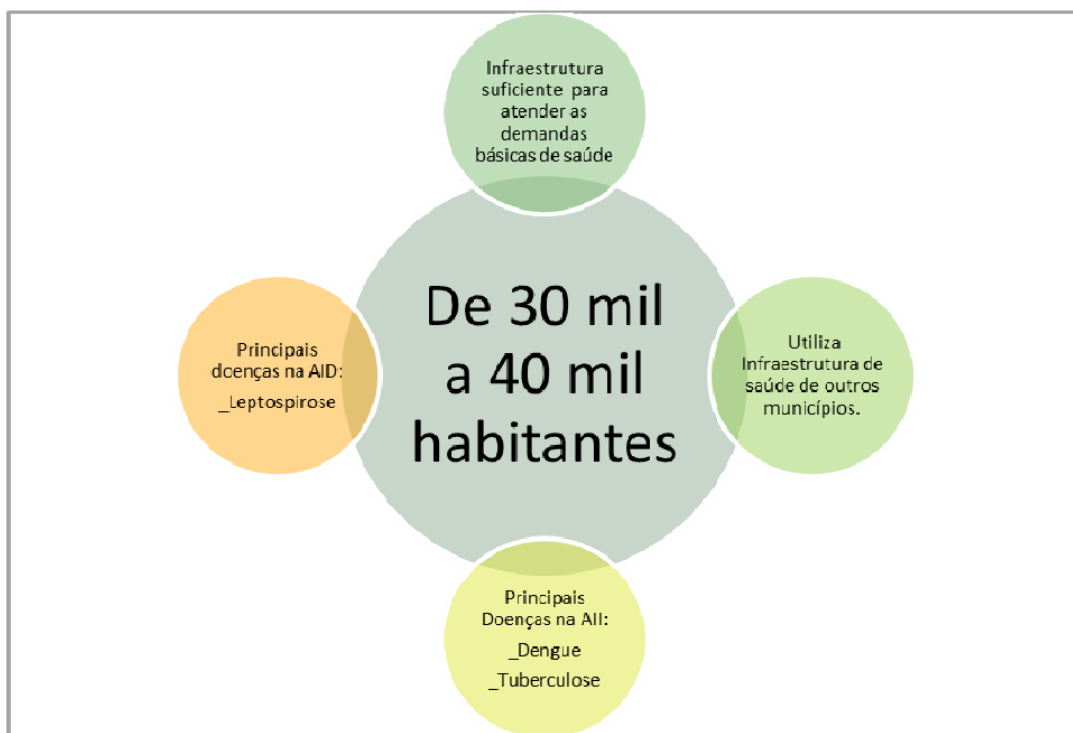 Infraestrutura
suficiente para
atender as
demandas
básicas de saúde
De 30 mil
a 40 mil
habitantes
Principais
doenças na AID:
_Leptospirose
Utiliza
Infraestrutura de
saúde de outros
municípios.
Principais
Doenças na AII:
_Dengue
_Tuberculose